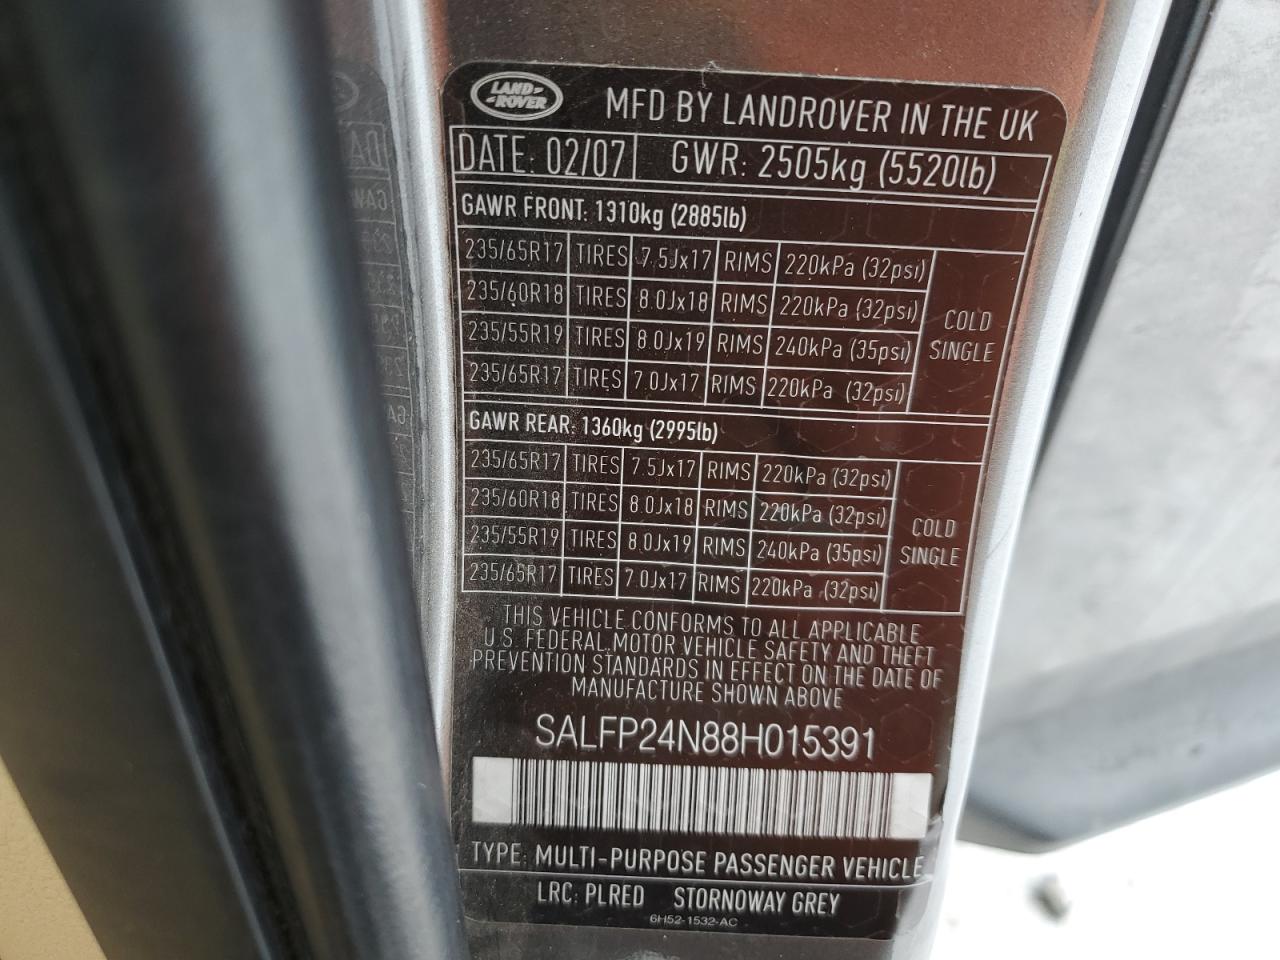 LAND-
-ROVER
MFD BY LANDROVER IN THE UK
DATE: 02/07 GWR: 2505kg (5520lb)
GAWR FRONT: 1310kg (2885lb)
235/65R17 TIRES 7.5Jx17 RIMS 220kPa (32psi)
235/60R18 TIRES 8.0Jx18 RIMS 220kPa (32psi)
235/55R19 TIRES 8.0Jx19 RIMS 240kPa (35psi)
235/65R17 TIRES 7.0Jx17 RIMS 220kPa (32psi)
COLD
SINGLE
GAWR REAR: 1360kg (2995lb)
235/65R17 TIRES 7.5Jx17 RIMS 220kPa (32psi)
235/60R18 TIRES 8.0Jx18 RIMS 220kPa (32psi)
235/55R19 TIRES 8.0Jx19 RIMS 240kPa (35psi)
235/65R17 TIRES 7.0Jx17 RIMS 220kPa (32psi)
COLD
SINGLE
THIS VEHICLE CONFORMS TO ALL APPLICABLE
U.S. FEDERAL MOTOR VEHICLE SAFETY AND THEFT
PREVENTION STANDARDS IN EFFECT ON THE DATE OF
MANUFACTURE SHOWN ABOVE
SALFP24N88H015391
TYPE: MULTI-PURPOSE PASSENGER VEHICLE
LRC: PLRED STORNOWAY GREY
6H52-1532-AC